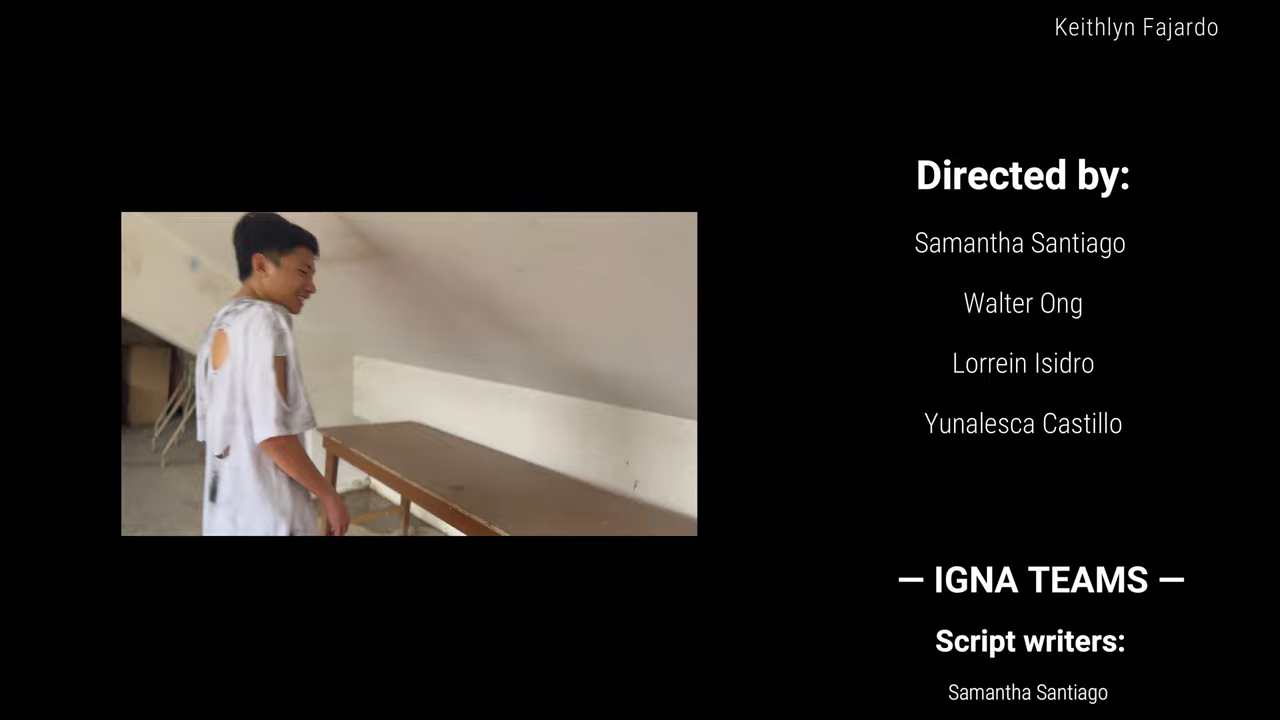 Keithlyn Fajardo
Directed by:
Samantha Santiago
Walter Ong
Lorrein Isidro
Yunalesca Castillo
— IGNA TEAMS —
Script writers:
Samantha Santiago